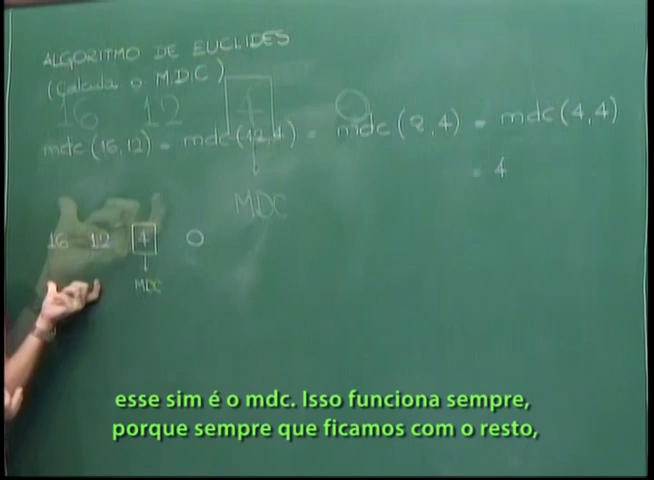 ALGORITMO DE EUCLIDES
(Calcula o M.D.C)
16 12 4
mdc (16,12) = mdc (12,4) = mdc (8,4) = mdc (4,4)
= 4
MDC
16 12 4 0
MDC
esse sim é o mdc. Isso funciona sempre,
porque sempre que ficamos com o resto,